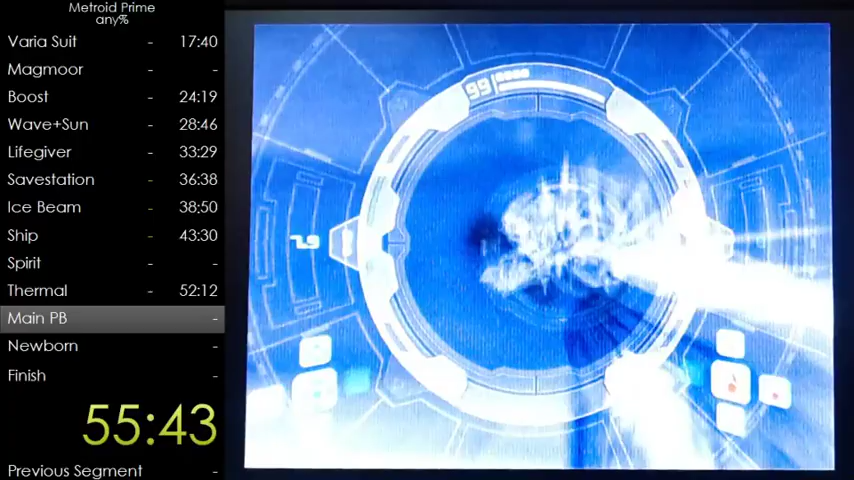 Metroid Prime
any%
Varia Suit - 17:40
Magmoor - -
Boost - 24:19
Wave+Sun - 28:46
Lifegiver - 33:29
Savestation - 36:38
Ice Beam - 38:50
Ship - 43:30
Spirit - -
Thermal - 52:12
Main PB -
Newborn -
Finish -
55:43
Previous Segment -
99